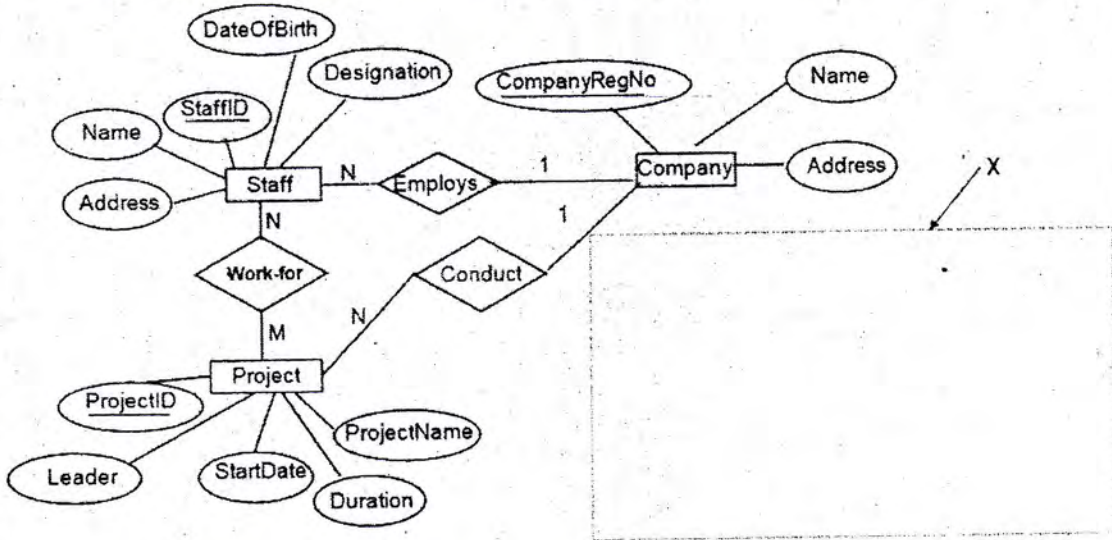 DateOfBirth
Designation
StaffID
Name
Address
Staff
N
Employs
1
CompanyRegNo
Name
Company
Address
X
N
Work-for
M
Conduct
1
N
Project
ProjectID
Leader
StartDate
Duration
ProjectName